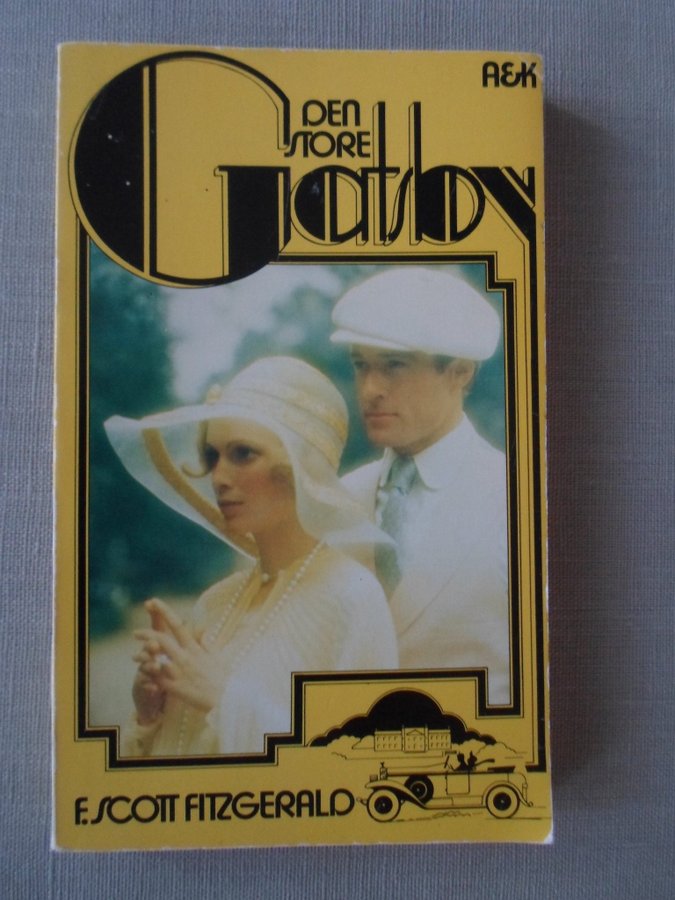 A&K
DEN
STORE
Gatsby
F. SCOTT FITZGERALD